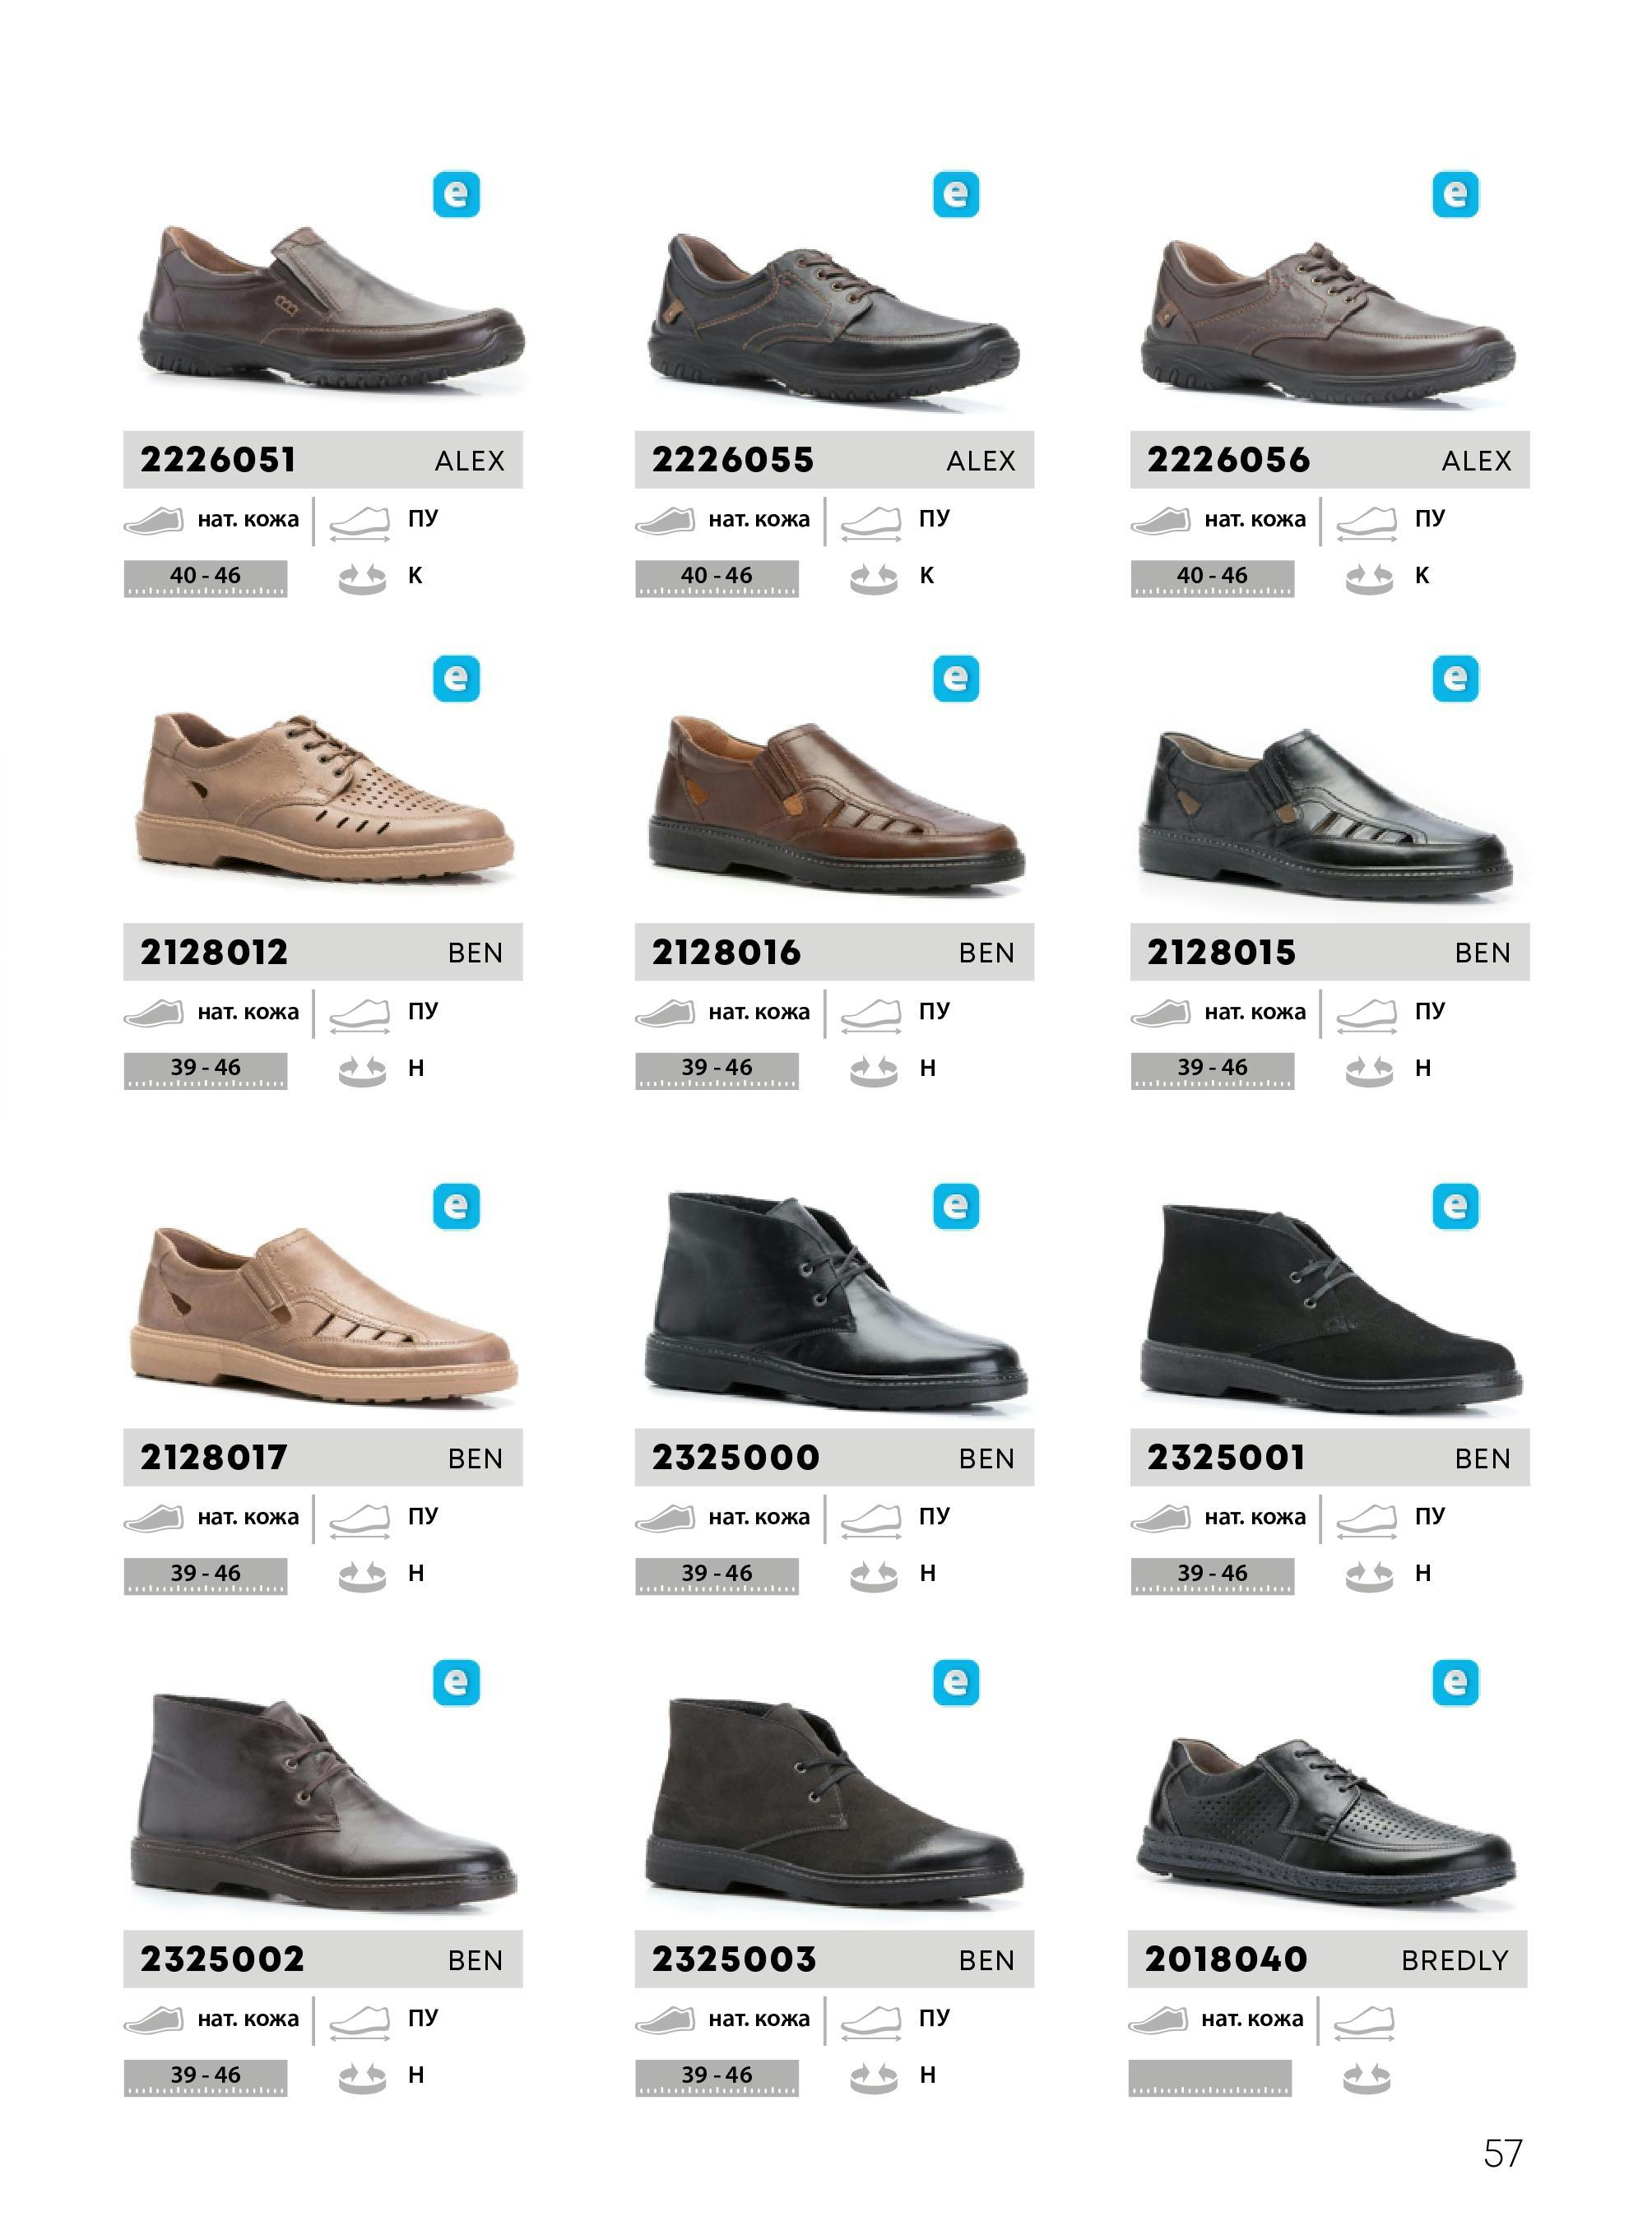 e e e
2226051 ALEX 2226055 ALEX 2226056 ALEX
нат. кожа ПУ нат. кожа ПУ нат. кожа ПУ
40 - 46 К 40 - 46 К 40 - 46 К
e e e
2128012 BEN 2128016 BEN 2128015 BEN
нат. кожа ПУ нат. кожа ПУ нат. кожа ПУ
39 - 46 Н 39 - 46 Н 39 - 46 Н
e e e
2128017 BEN 2325000 BEN 2325001 BEN
нат. кожа ПУ нат. кожа ПУ нат. кожа ПУ
39 - 46 Н 39 - 46 Н 39 - 46 Н
e e e
2325002 BEN 2325003 BEN 2018040 BREDLY
нат. кожа ПУ нат. кожа ПУ нат. кожа
39 - 46 Н 39 - 46 Н
57